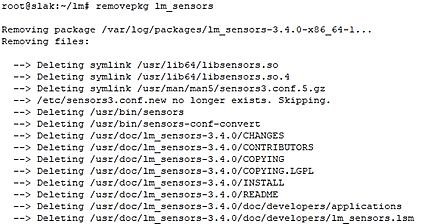 root@slak:~/lm# removepkg lm_sensors
Removing package /var/log/packages/lm_sensors-3.4.0-x86_64-1...
Removing files:
--> Deleting symlink /usr/lib64/libsensors.so
--> Deleting symlink /usr/lib64/libsensors.so.4
--> Deleting symlink /usr/man/man5/sensors3.conf.5.gz
--> /etc/sensors3.conf.new no longer exists. Skipping.
--> Deleting /usr/bin/sensors
--> Deleting /usr/bin/sensors-conf-convert
--> Deleting /usr/doc/lm_sensors-3.4.0/CHANGES
--> Deleting /usr/doc/lm_sensors-3.4.0/CONTRIBUTORS
--> Deleting /usr/doc/lm_sensors-3.4.0/COPYING
--> Deleting /usr/doc/lm_sensors-3.4.0/COPYING.LGPL
--> Deleting /usr/doc/lm_sensors-3.4.0/INSTALL
--> Deleting /usr/doc/lm_sensors-3.4.0/README
--> Deleting /usr/doc/lm_sensors-3.4.0/doc/developers/applications
--> Deleting /usr/doc/lm_sensors-3.4.0/doc/developers/lm_sensors.lsm